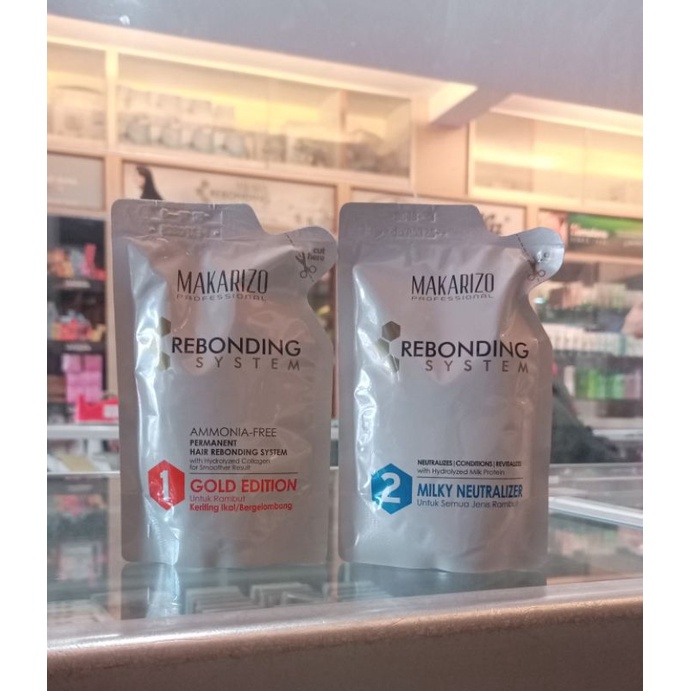 cut here
MAKARIZO
PROFESSIONAL
REBONDING
SYSTEM
AMMONIA-FREE
PERMANENT
HAIR REBONDING SYSTEM
with Hydrolyzed Collagen
for Smoother Result
1
GOLD EDITION
Untuk Rambut
Keriting Ikal/Bergelombang
MAKARIZO
PROFESSIONAL
REBONDING
SYSTEM
NEUTRALIZES | CONDITIONS | REVITALIZES
with Hydrolyzed Milk Protein
2
MILKY NEUTRALIZER
Untuk Semua Jenis Rambut